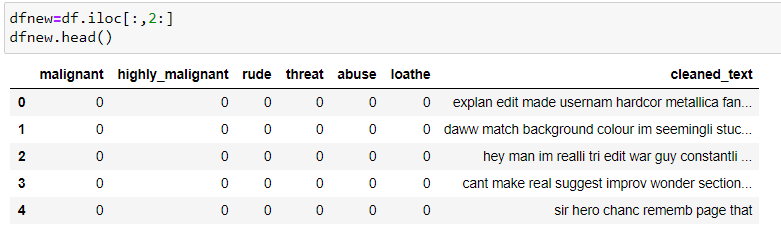 dfnew=df.iloc[:,2:]
dfnew.head()
malignant highly_malignant rude threat abuse loathe cleaned_text
0 0 0 0 0 0 0 explan edit made usernam hardcor metallica fan...
1 0 0 0 0 0 0 daww match background colour im seemingli stuc...
2 0 0 0 0 0 0 hey man im realli tri edit war guy constantli ...
3 0 0 0 0 0 0 cant make real suggest improv wonder section...
4 0 0 0 0 0 0 sir hero chanc rememb page that